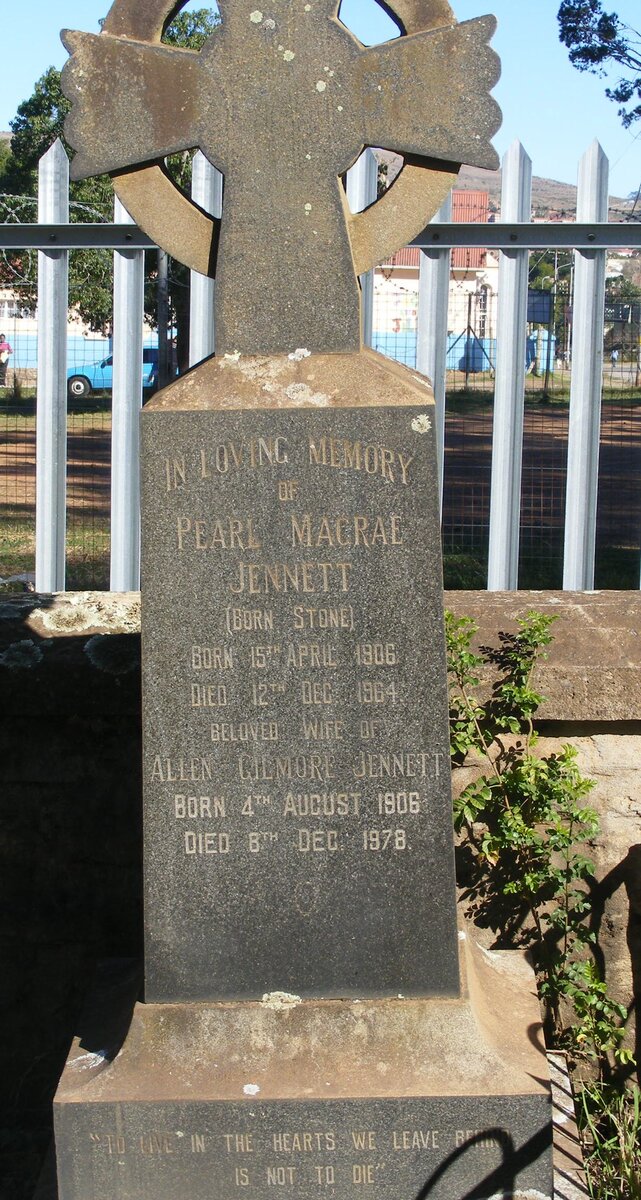 IN LOVING MEMORY
OF
PEARL MACRAE
JENNETT
(BORN STONE)
BORN 15TH APRIL 1906
DIED 12TH DEC. 1964.
BELOVED WIFE OF
ALLEN GILMORE JENNETT
BORN 4TH AUGUST 1906
DIED 8TH DEC. 1978.
"TO LIVE IN THE HEARTS WE LEAVE BEHIND
IS NOT TO DIE"